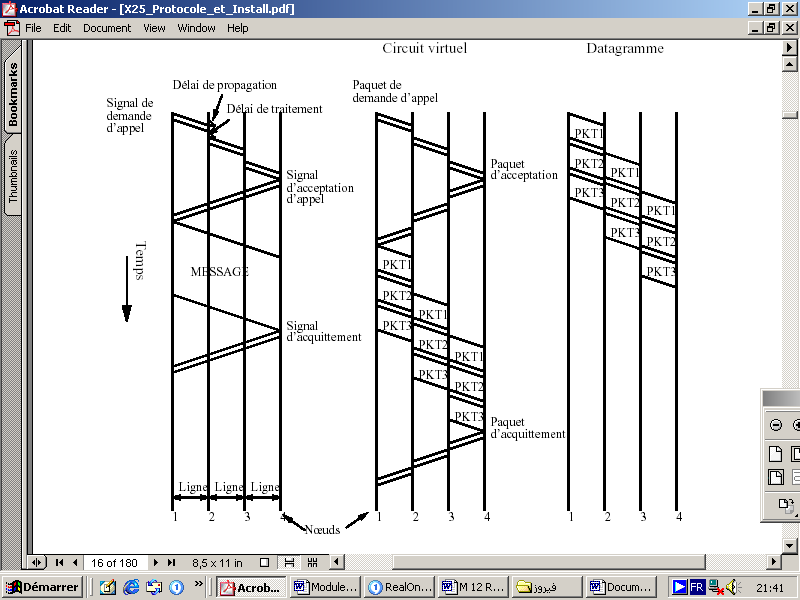 Acrobat Reader - [X25_Protocole_et_Install.pdf]
File Edit Document View Window Help
Bookmarks
Thumbnails
Circuit virtuel
Datagramme
Délai de propagation
Signal de
demande
d'appel
Délai de traitement
Paquet de
demande d'appel
Signal
d'acceptation
d'appel
Paquet
d'acceptation
Temps
MESSAGE
Signal
d'acquittement
PKT1
PKT2
PKT3
PKT1
PKT2
PKT3
PKT1
PKT2
PKT3
Paquet
d'acquittement
PKT1
PKT2
PKT3
PKT1
PKT2
PKT3
PKT1
PKT2
PKT3
Ligne Ligne Ligne
1 2 3 4
Nœuds
1 2 3 4
1 2 3 4
16 of 180
8,5 x 11 in
Démarrer
Acrob...
Module...
RealOn...
M 12 R...
فيروز
Docum...
FR
21:41